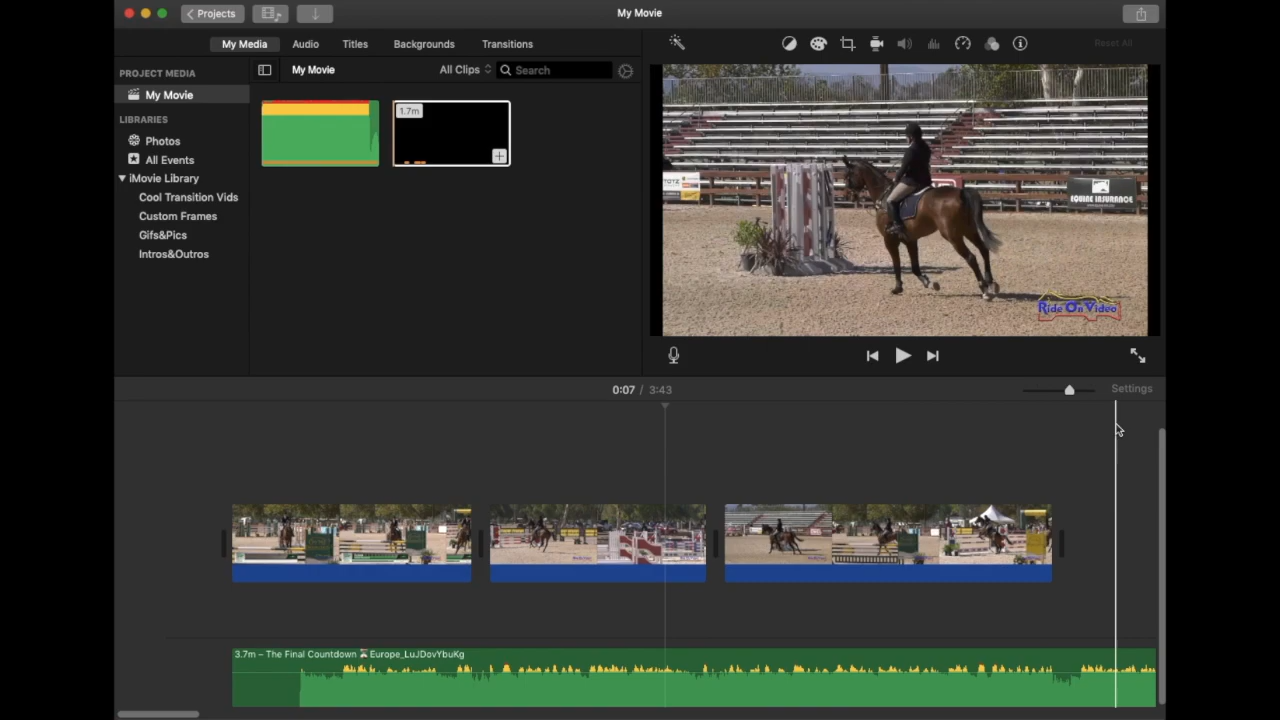 Projects
My Movie
My Media
Audio
Titles
Backgrounds
Transitions
Reset All
PROJECT MEDIA
My Movie
LIBRARIES
Photos
All Events
iMovie Library
Cool Transition Vids
Custom Frames
Gifs&Pics
Intros&Outros
My Movie
All Clips
Search
1.7m
EQUINE INSURANCE
Ride On Video
0:07 / 3:43
Settings
3.7m – The Final Countdown ⏳Europe_LuJDovYbuKg